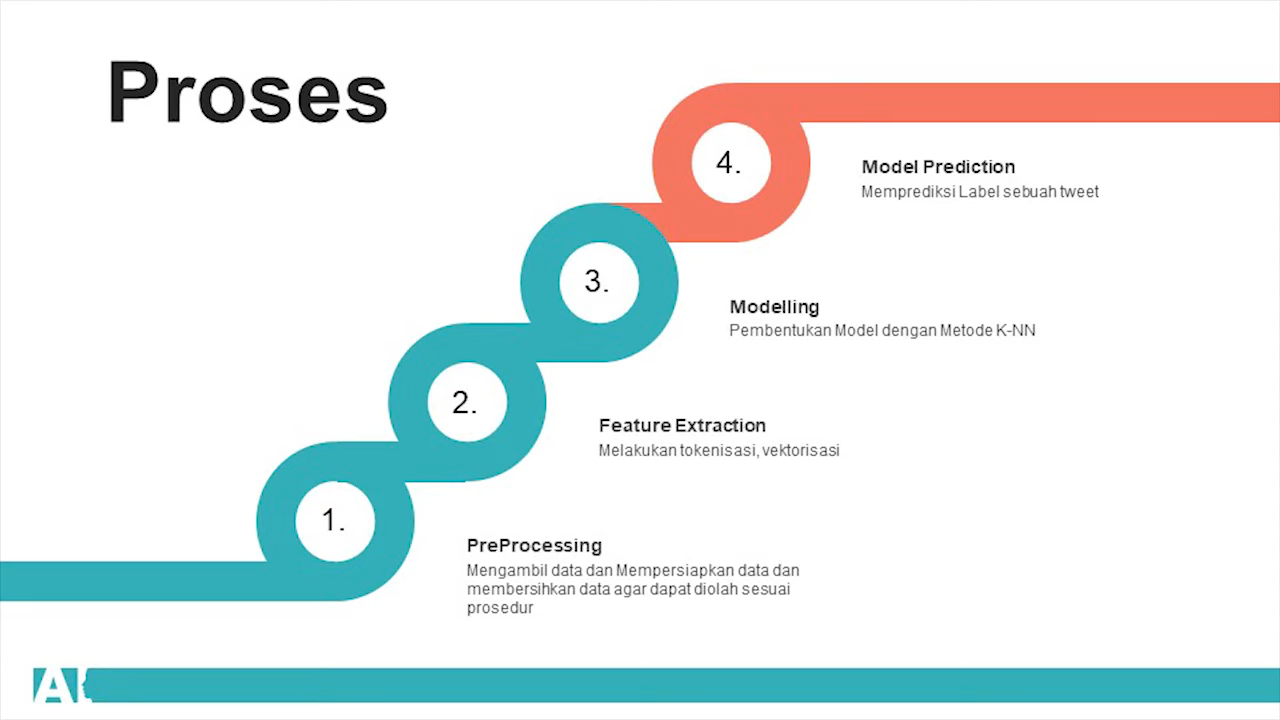 Proses
4.
Model Prediction
Memprediksi Label sebuah tweet
3.
Modelling
Pembentukan Model dengan Metode K-NN
2.
Feature Extraction
Melakukan tokenisasi, vektorisasi
1.
PreProcessing
Mengambil data dan Mempersiapkan data dan
membersihkan data agar dapat diolah sesuai
prosedur